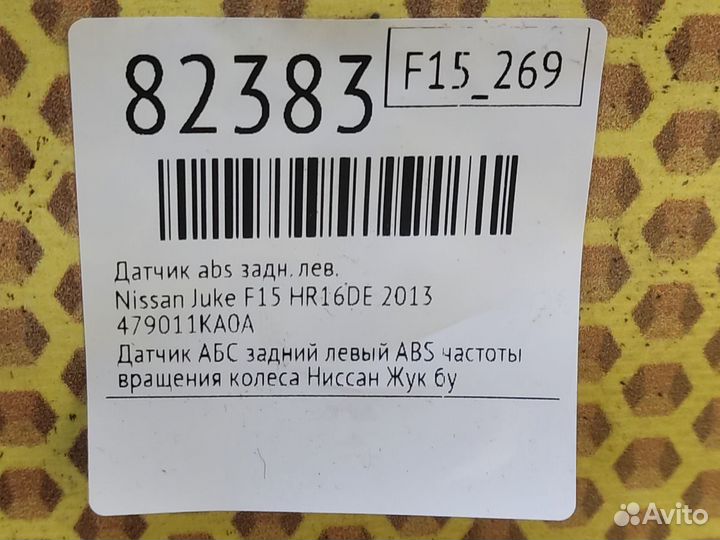 82383
F15_269
Датчик abs задн. лев.
Nissan Juke F15 HR16DE 2013
479011KA0A
Датчик АБС задний левый ABS частоты
вращения колеса Ниссан Жук бу
Avito